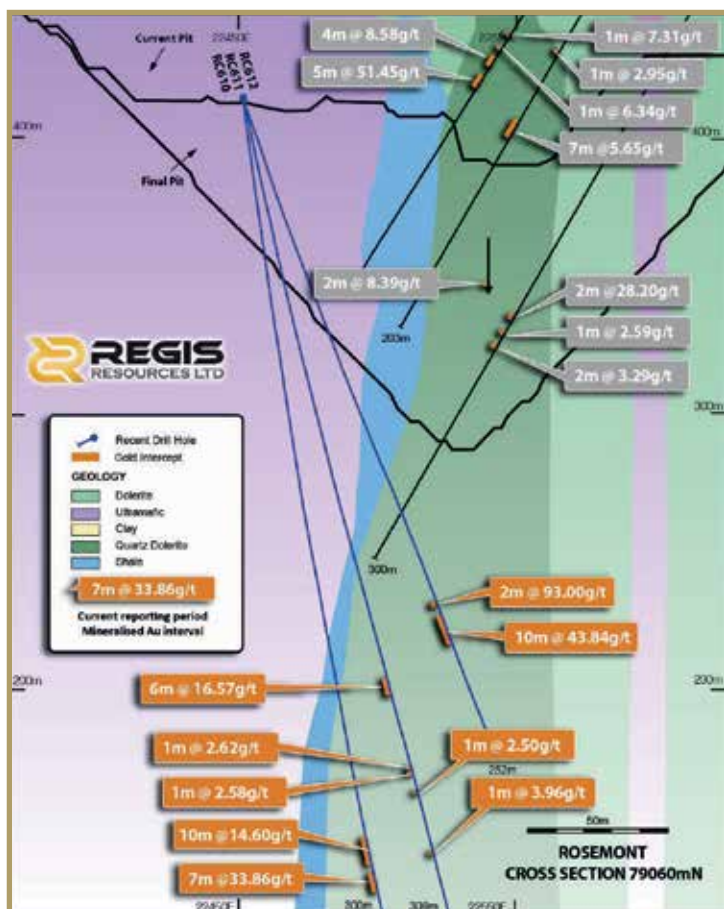 Current Pit
22450E
RC612
RC611
RC610
4m @ 8.58g/t
5m @ 51.45g/t
1m @ 7.31g/t
1m @ 2.95g/t
1m @ 6.34g/t
7m @5.65g/t
400m
400m
Final Pit
2m @ 8.39g/t
2m @28.20g/t
1m @ 2.59g/t
2m @ 3.29g/t
203m
REGIS
RESOURCES LTD
300m
Recent Drill Hole
Gold Intercept
GEOLOGY
Dolerite
Ultramafic
Clay
Quartz Dolerite
Shale
7m @ 33.86g/t
Current reporting period
Mineralised Au interval
300m
2m @ 93.00g/t
10m @ 43.84g/t
200m
200m
6m @ 16.57g/t
1m @ 2.62g/t
1m @ 2.50g/t
252m
1m @ 2.58g/t
1m @ 3.96g/t
10m @14.60g/t
7m @33.86g/t
50m
ROSEMONT
CROSS SECTION 79060mN
22450E
300m
22550E